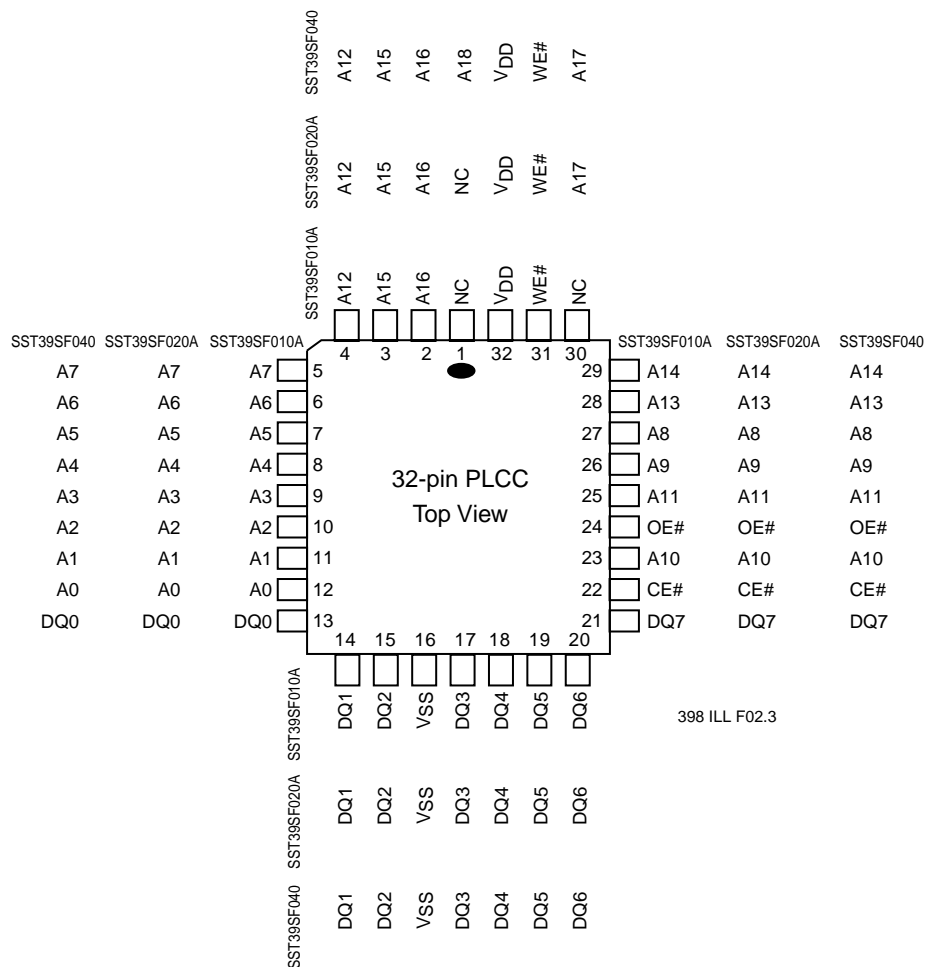 SST39SF040 A12 A15 A16 A18 VDD WE# A17
SST39SF020A A12 A15 A16 NC VDD WE# A17
SST39SF010A A12 A15 A16 NC VDD WE# NC
SST39SF040 SST39SF020A SST39SF010A 4 3 2 1 32 31 30 SST39SF010A SST39SF020A SST39SF040
A7 A7 A7 5 29 A14 A14 A14
A6 A6 A6 6 28 A13 A13 A13
A5 A5 A5 7 27 A8 A8 A8
A4 A4 A4 8 26 A9 A9 A9
A3 A3 A3 9 25 A11 A11 A11
A2 A2 A2 10 24 OE# OE# OE#
A1 A1 A1 11 23 A10 A10 A10
A0 A0 A0 12 22 CE# CE# CE#
DQ0 DQ0 DQ0 13 21 DQ7 DQ7 DQ7
32-pin PLCC
Top View
14 15 16 17 18 19 20
SST39SF010A DQ1 DQ2 VSS DQ3 DQ4 DQ5 DQ6
398 ILL F02.3
SST39SF020A DQ1 DQ2 VSS DQ3 DQ4 DQ5 DQ6
SST39SF040 DQ1 DQ2 VSS DQ3 DQ4 DQ5 DQ6